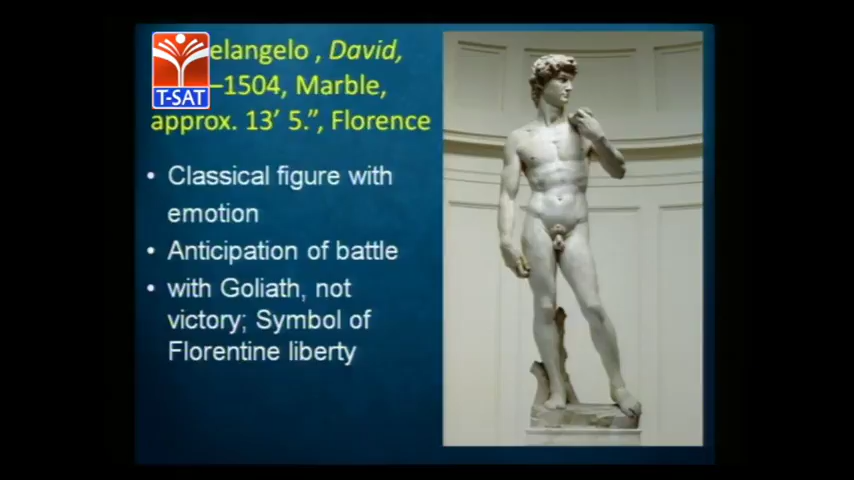 elangelo , David,
–1504, Marble,
T-SAT
approx. 13’ 5.”, Florence
• Classical figure with
emotion
• Anticipation of battle
• with Goliath, not
victory; Symbol of
Florentine liberty